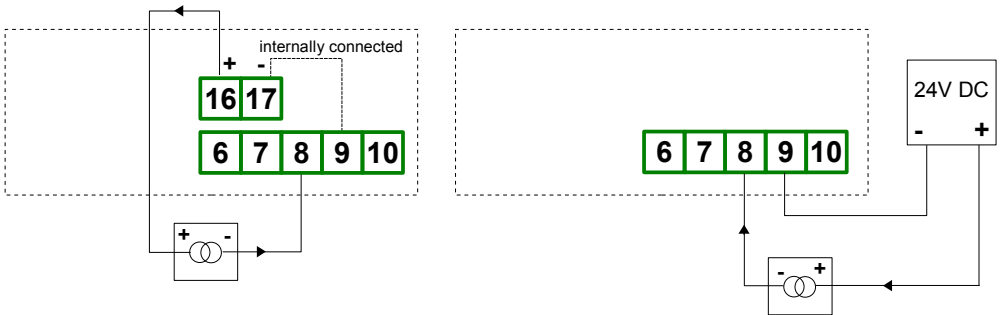 internally connected
+ -
16 17
6 7 8 9 10
+ -
24V DC
- +
6 7 8 9 10
- +